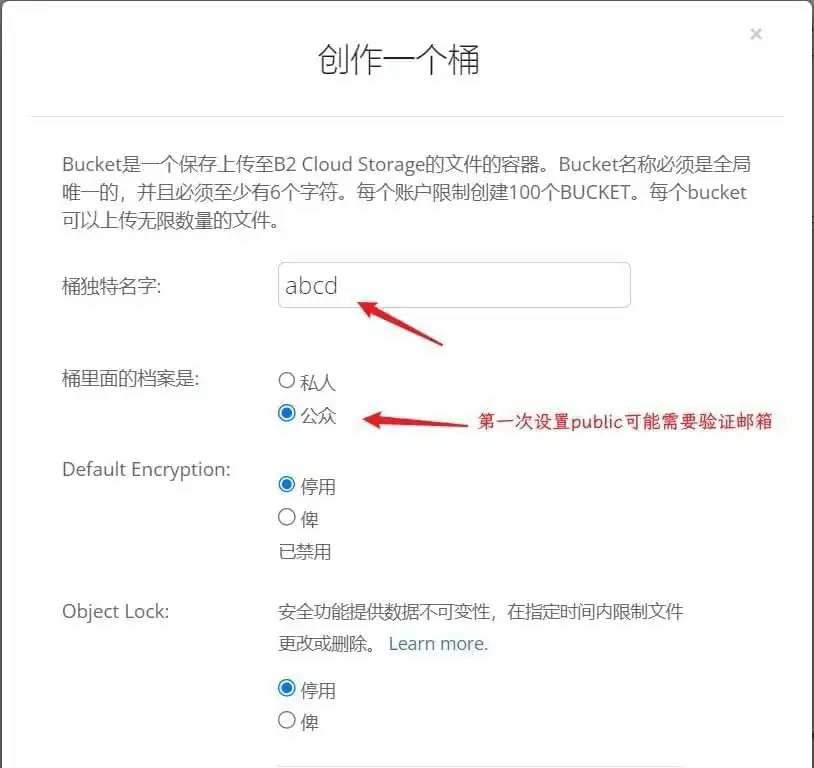 ×
创作一个桶
Bucket是一个保存上传至B2 Cloud Storage的文件的容器。Bucket名称必须是全局
唯一的，并且必须至少有6个字符。每个账户限制创建100个BUCKET。每个bucket
可以上传无限数量的文件。
桶独特名字:
abcd
桶里面的档案是:
私人
公众
第一次设置public可能需要验证邮箱
Default Encryption:
停用
俾
已禁用
Object Lock:
安全功能提供数据不可变性，在指定时间内限制文件
更改或删除。 Learn more.
停用
俾